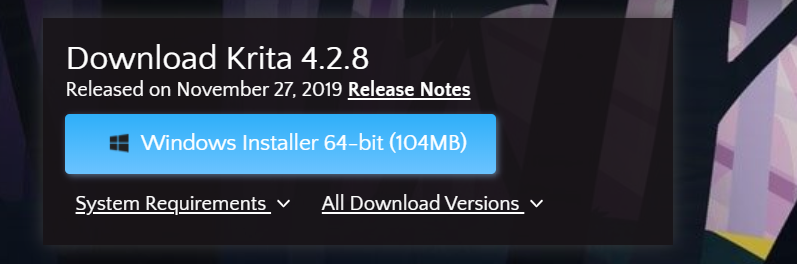 Download Krita 4.2.8
Released on November 27, 2019 Release Notes
Windows Installer 64-bit (104MB)
System Requirements All Download Versions